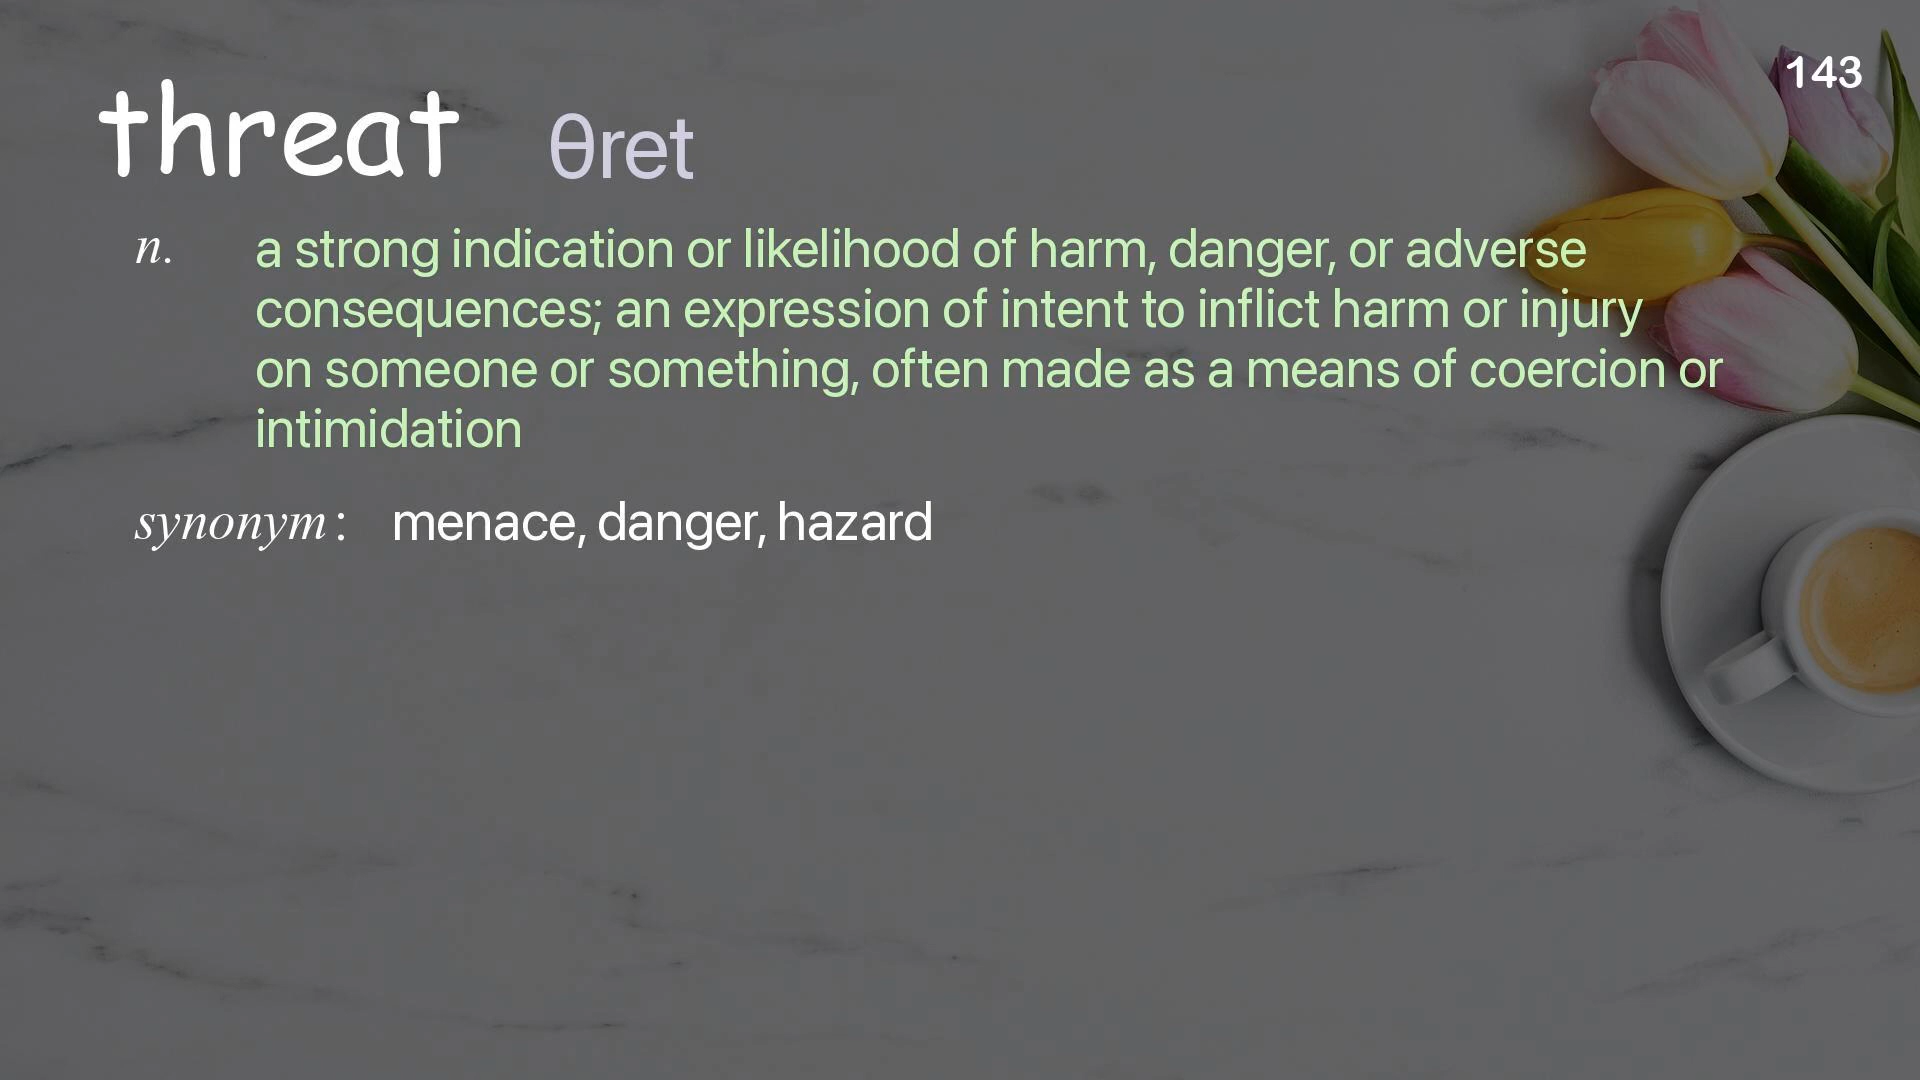 143
threat θret
n. a strong indication or likelihood of harm, danger, or adverse
consequences; an expression of intent to inflict harm or injury
on someone or something, often made as a means of coercion or
intimidation
synonym: menace, danger, hazard